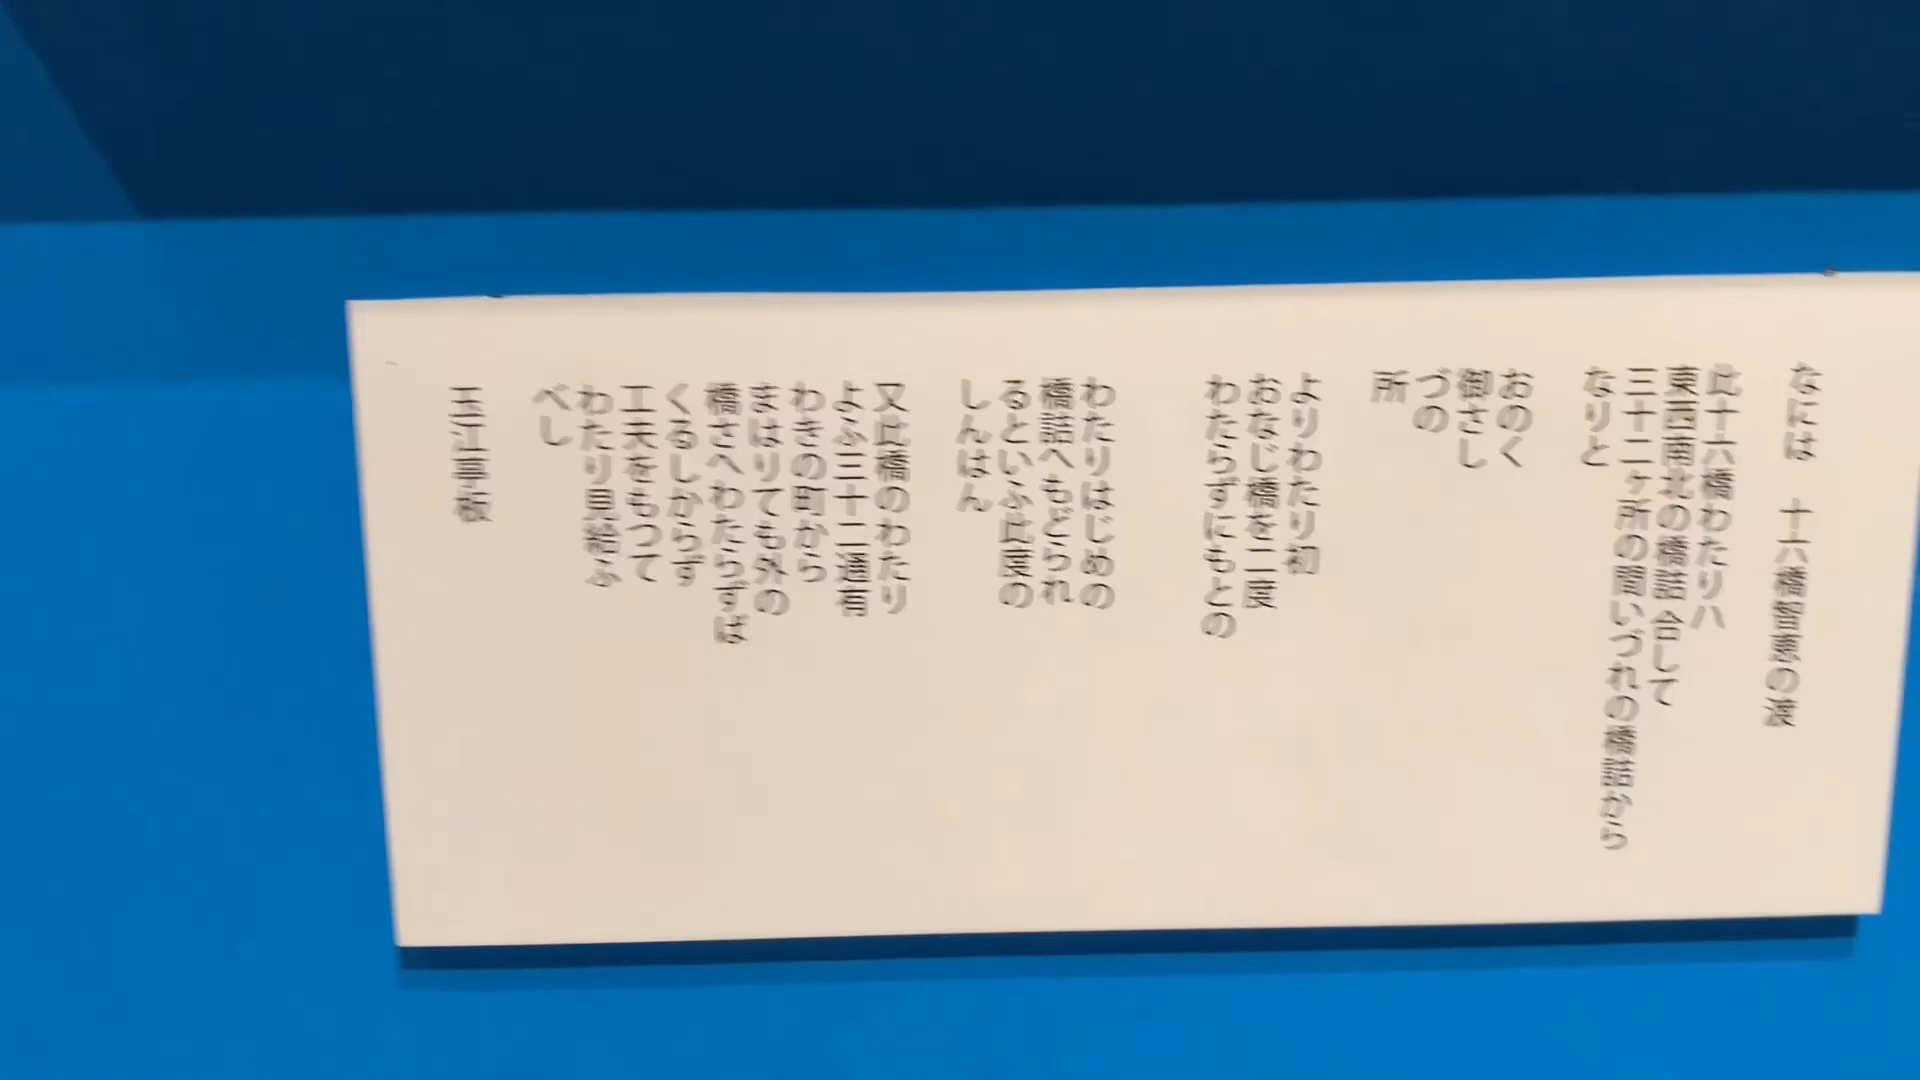 なには　十六橋智恵の渡
此十六橋わたりハ
東西南北の橋詰合して
三十二ヶ所の間いづれの橋詰から
なりと
おのく
御さし
づの
所
よりわたり初
おなじ橋を二度
わたらずにもとの
わたりはじめの
橋詰へもどられ
るといふ此度の
しんはん
又此橋のわたり
よふ三十二通有
わきの町から
まはりても外の
橋さへわたらずば
くるしからず
工夫をもつて
わたり見給ふ
べし
玉江亭板